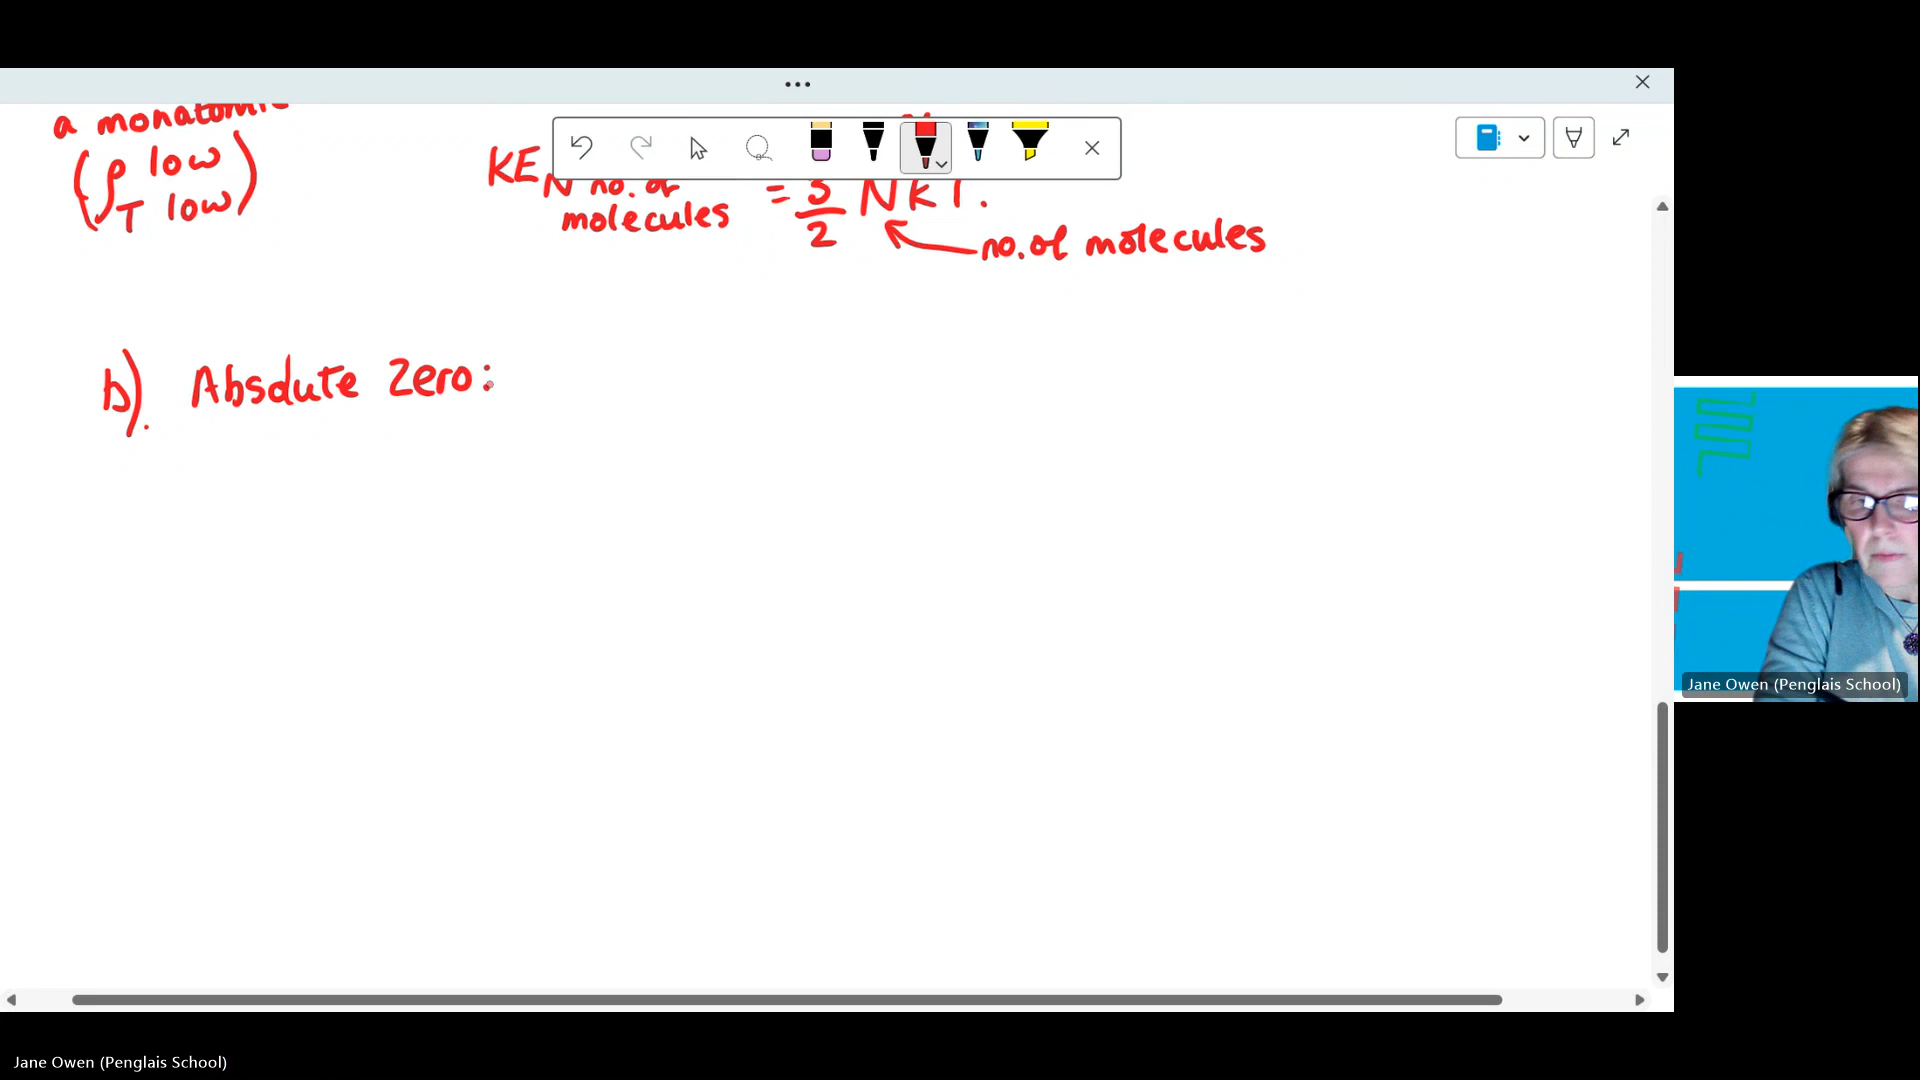 a monatomic
(ρ low
T low)
KE N no. of
molecules
= 3/2 N k T.
no. of molecules
b). Absolute Zero:
Jane Owen (Penglais School)
Jane Owen (Penglais School)